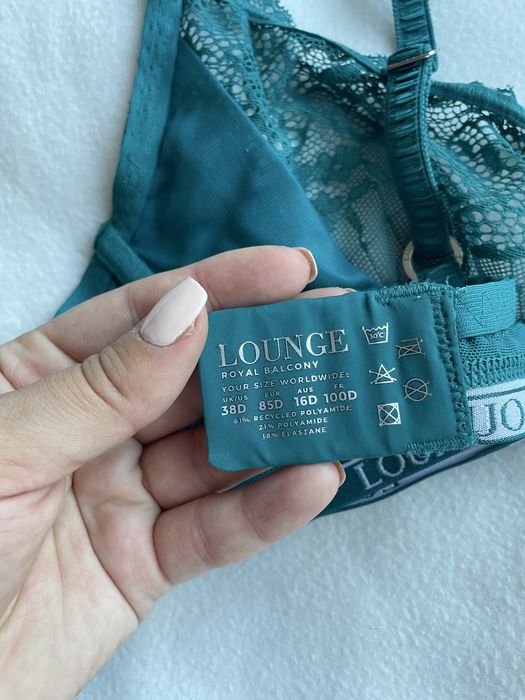 LOUNGE
ROYAL BALCONY
YOUR SIZE WORLDWIDE:
UK/US EUR AUS FR
38D 85D 16D 100D
61% RECYCLED POLYAMIDE
21% POLYAMIDE
18% ELASTANE
30°C